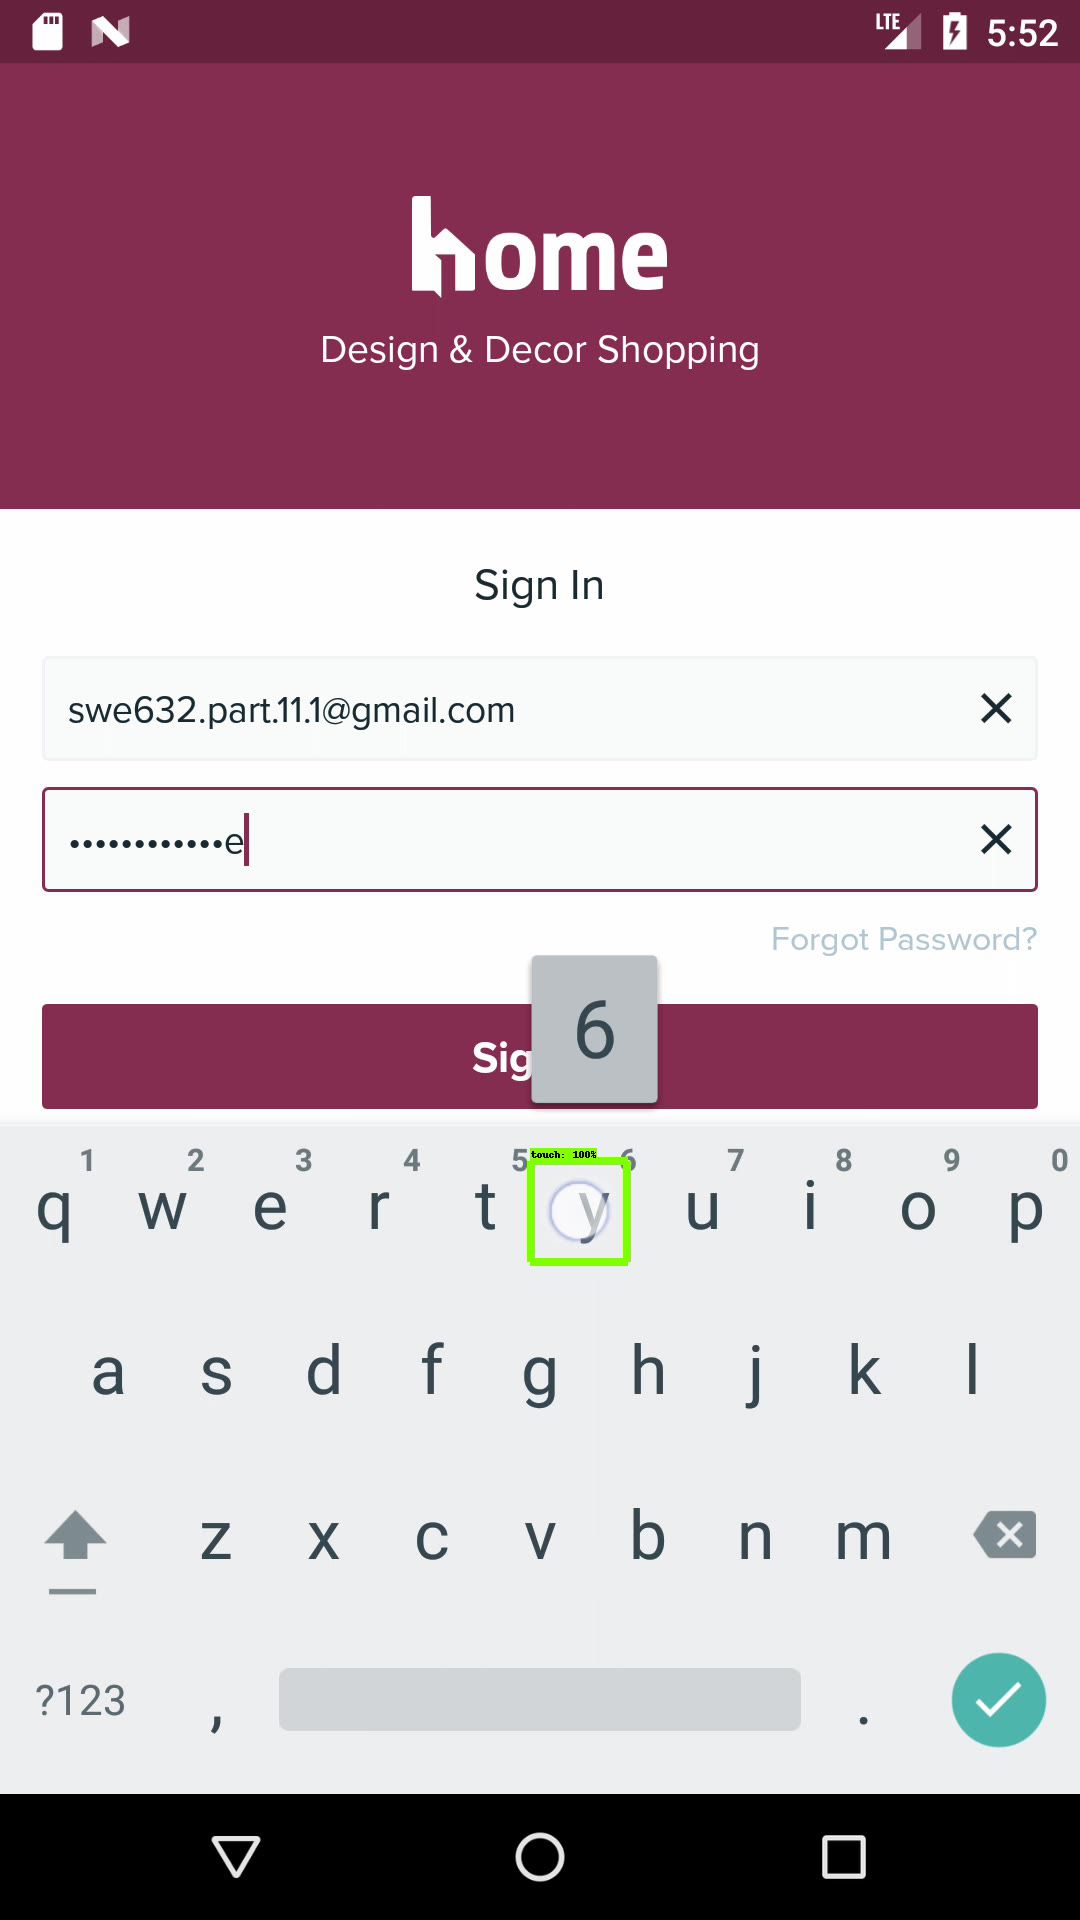 LTE 5:52
home
Design & Decor Shopping
Sign In
swe632.part.11.1@gmail.com
••••••••••••e
Forgot Password?
Sig
6
touch: 100%
1 2 3 4 5 6 7 8 9 0
q w e r t y u i o p
a s d f g h j k l
z x c v b n m
?123 , .